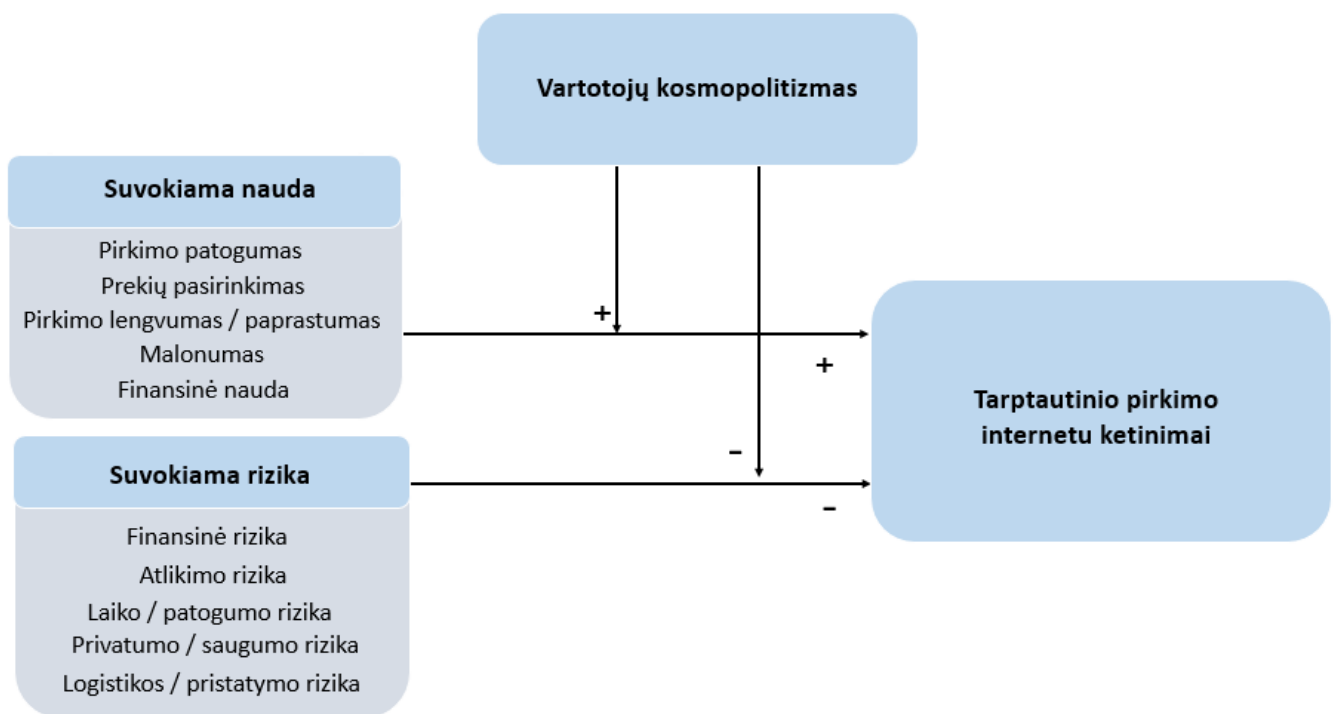 Vartotojų kosmopolitizmas
Suvokiama nauda
Pirkimo patogumas
Prekių pasirinkimas
Pirkimo lengvumas / paprastumas
Malonumas
Finansinė nauda
+
+
Tarptautinio pirkimo
internetu ketinimai
Suvokiama rizika
Finansinė rizika
Atlikimo rizika
Laiko / patogumo rizika
Privatumo / saugumo rizika
Logistikos / pristatymo rizika
-
-